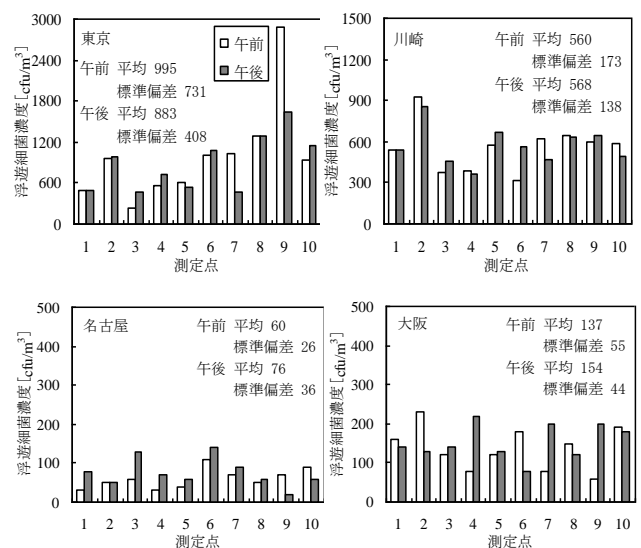 東京
午前
午後
午前 平均 995
標準偏差 731
午後 平均 883
標準偏差 408
3000
2400
1800
1200
600
0
浮遊細菌濃度[cfu/m³]
1 2 3 4 5 6 7 8 9 10
測定点
川崎
午前 平均 560
標準偏差 173
午後 平均 568
標準偏差 138
1500
1200
900
600
300
0
浮遊細菌濃度[cfu/m³]
1 2 3 4 5 6 7 8 9 10
測定点
名古屋
午前 平均 60
標準偏差 26
午後 平均 76
標準偏差 36
500
400
300
200
100
0
浮遊細菌濃度[cfu/m³]
1 2 3 4 5 6 7 8 9 10
測定点
大阪
午前 平均 137
標準偏差 55
午後 平均 154
標準偏差 44
500
400
300
200
100
0
浮遊細菌濃度[cfu/m³]
1 2 3 4 5 6 7 8 9 10
測定点